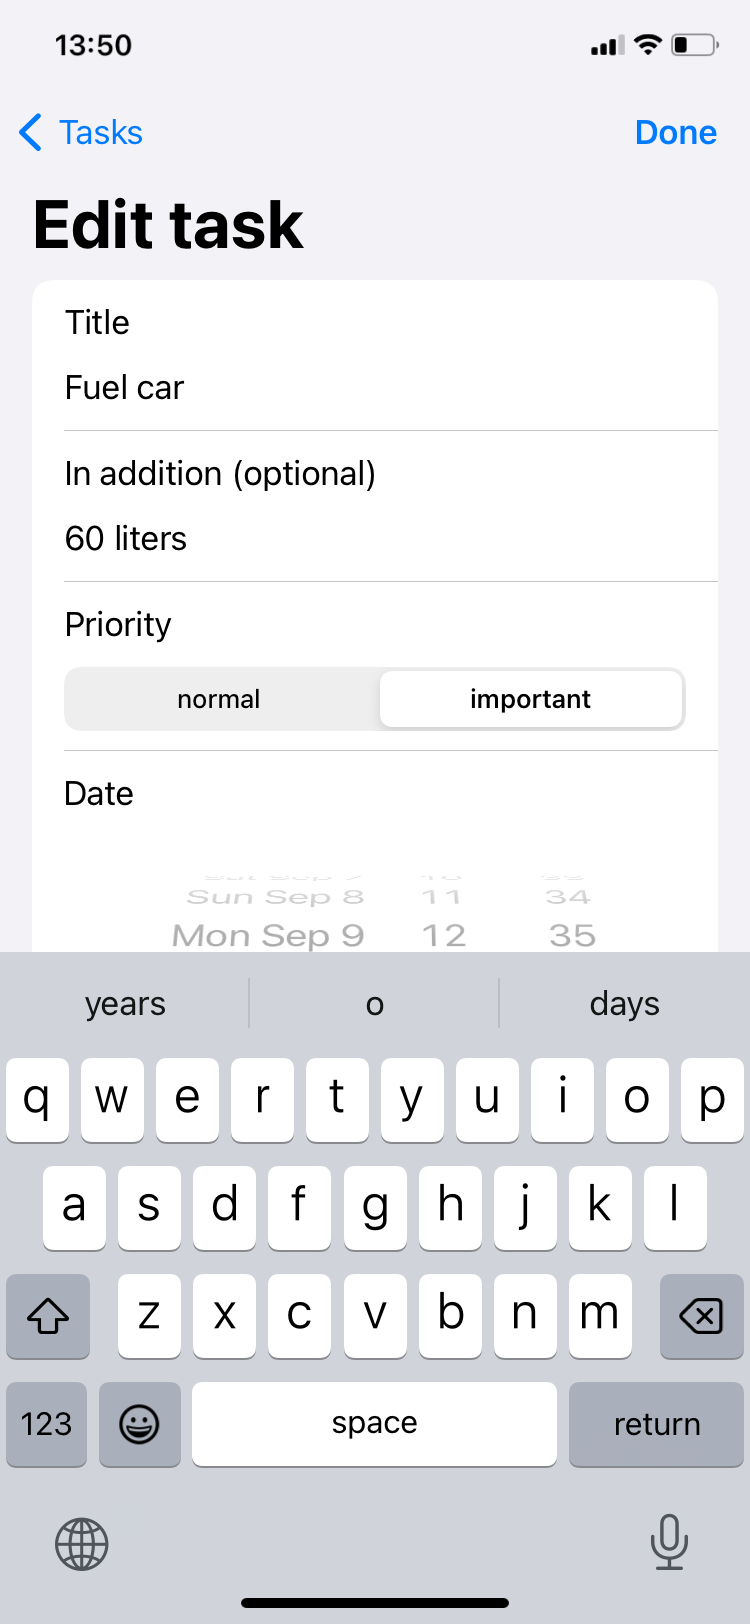 13:50
Tasks Done
Edit task
Title
Fuel car
In addition (optional)
60 liters
Priority
normal important
Date
Sun Sep 8 11 34
Mon Sep 9 12 35
years o days
q w e r t y u i o p
a s d f g h j k l
z x c v b n m
123 space return